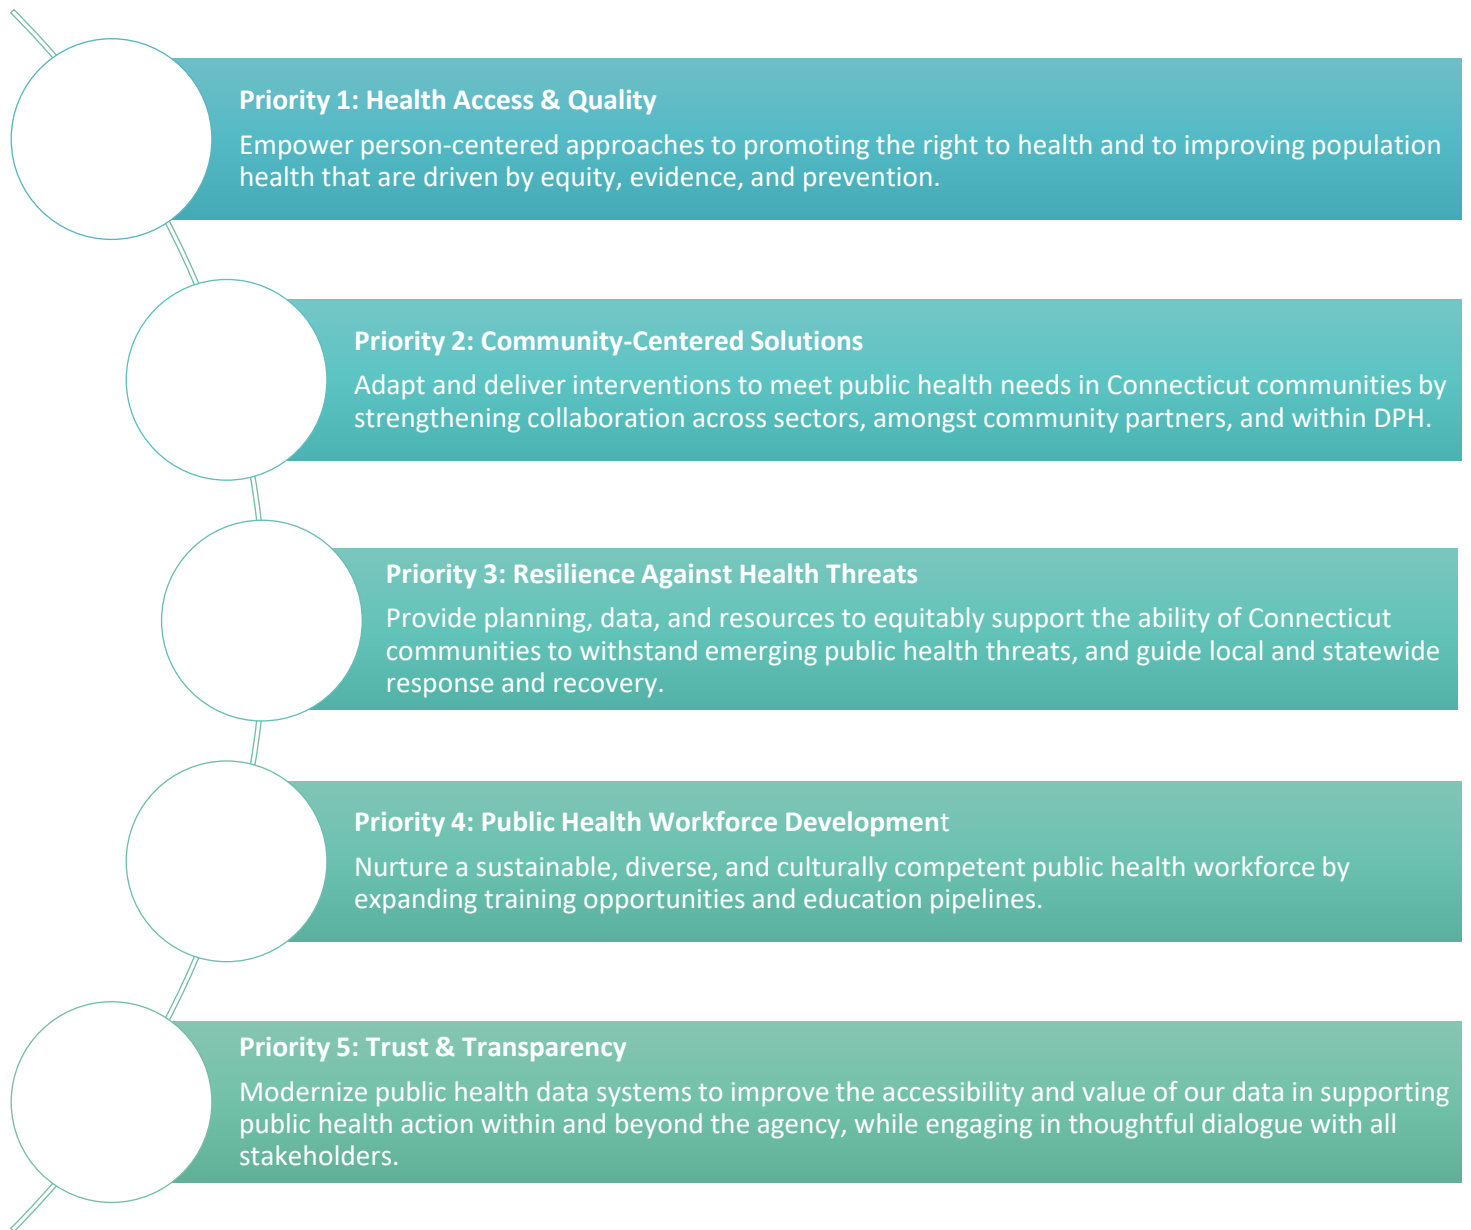 Priority 1: Health Access & Quality
Empower person-centered approaches to promoting the right to health and to improving population
health that are driven by equity, evidence, and prevention.
Priority 2: Community-Centered Solutions
Adapt and deliver interventions to meet public health needs in Connecticut communities by
strengthening collaboration across sectors, amongst community partners, and within DPH.
Priority 3: Resilience Against Health Threats
Provide planning, data, and resources to equitably support the ability of Connecticut
communities to withstand emerging public health threats, and guide local and statewide
response and recovery.
Priority 4: Public Health Workforce Development
Nurture a sustainable, diverse, and culturally competent public health workforce by
expanding training opportunities and education pipelines.
Priority 5: Trust & Transparency
Modernize public health data systems to improve the accessibility and value of our data in supporting
public health action within and beyond the agency, while engaging in thoughtful dialogue with all
stakeholders.